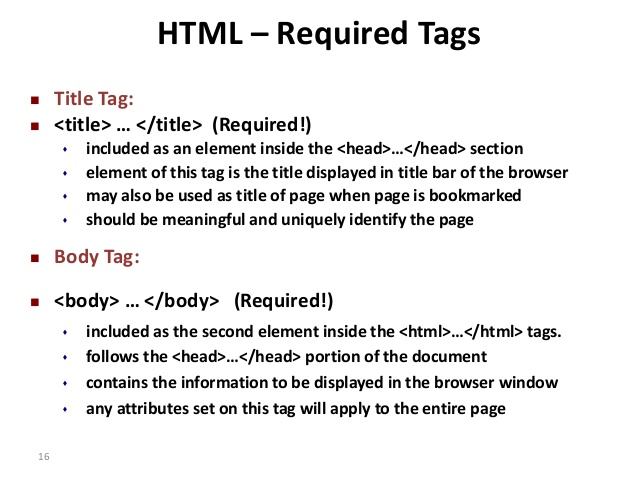 HTML – Required Tags
Title Tag:
<title> … </title> (Required!)
included as an element inside the <head>…</head> section
element of this tag is the title displayed in title bar of the browser
may also be used as title of page when page is bookmarked
should be meaningful and uniquely identify the page
Body Tag:
<body> … </body> (Required!)
included as the second element inside the <html>…</html> tags.
follows the <head>…</head> portion of the document
contains the information to be displayed in the browser window
any attributes set on this tag will apply to the entire page
16